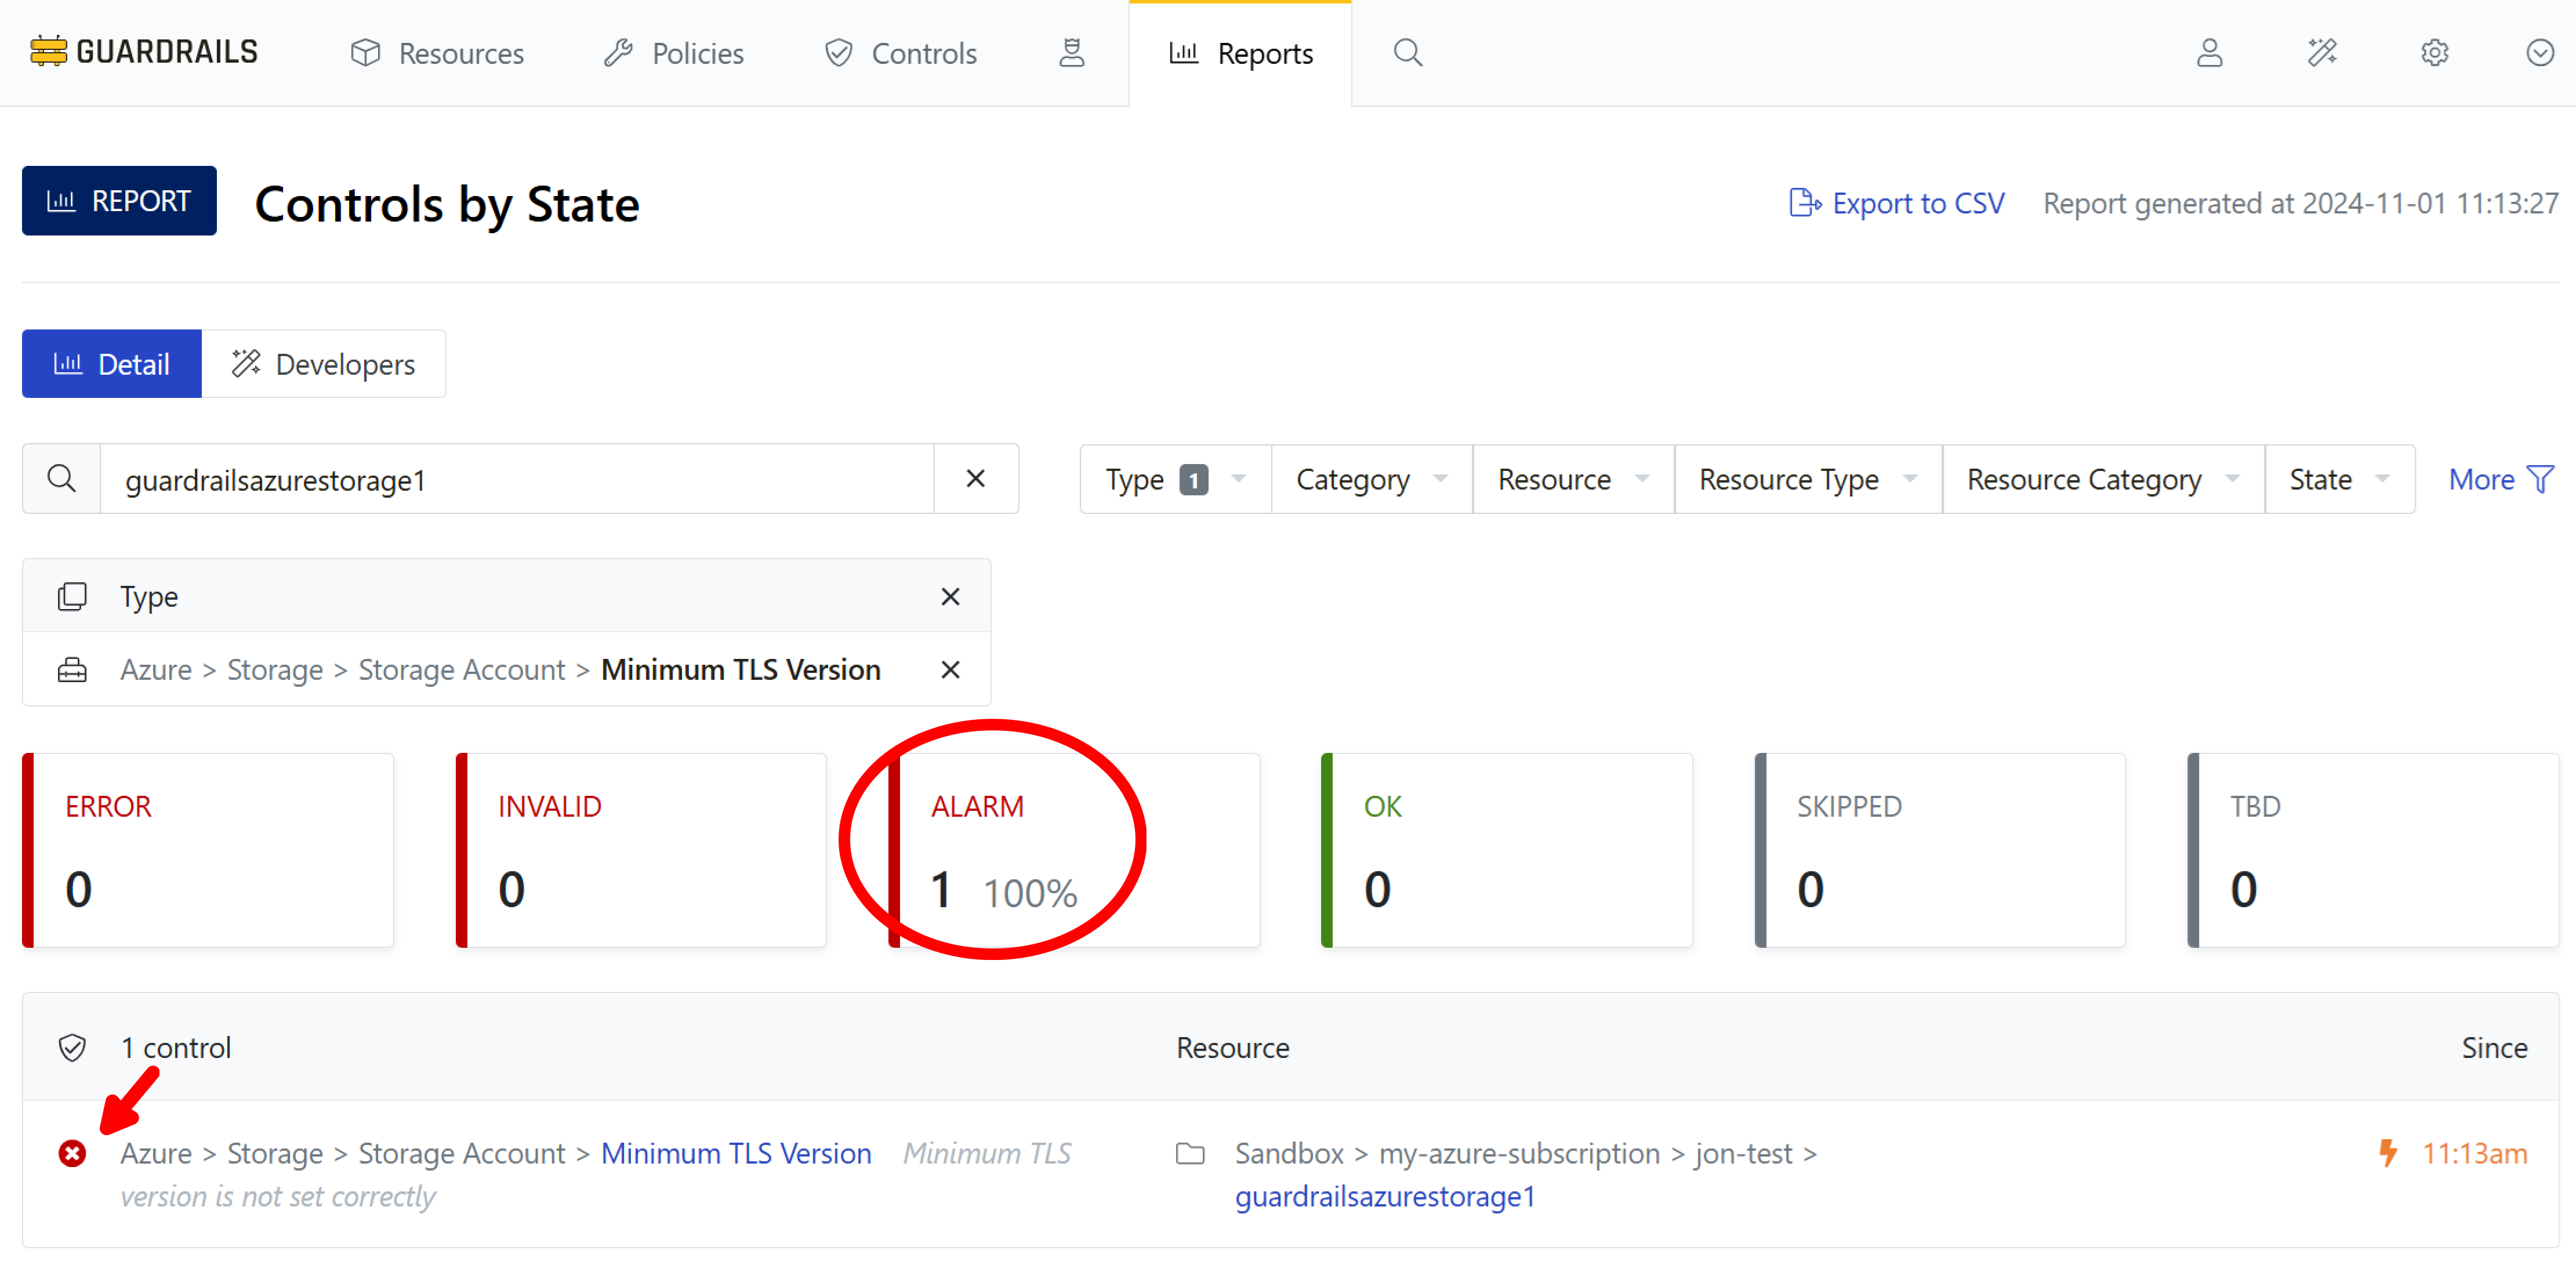 GUARDRAILS Resources Policies Controls Reports
REPORT Controls by State Export to CSV Report generated at 2024-11-01 11:13:27
Detail Developers
guardrailsazurestorage1 Type 1 Category Resource Resource Type Resource Category State More
Type
Azure > Storage > Storage Account > Minimum TLS Version
ERROR INVALID ALARM OK SKIPPED TBD
0 0 1 100% 0 0 0
1 control Resource Since
Azure > Storage > Storage Account > Minimum TLS Version Minimum TLS Sandbox > my-azure-subscription > jon-test > 11:13am
version is not set correctly guardrailsazurestorage1